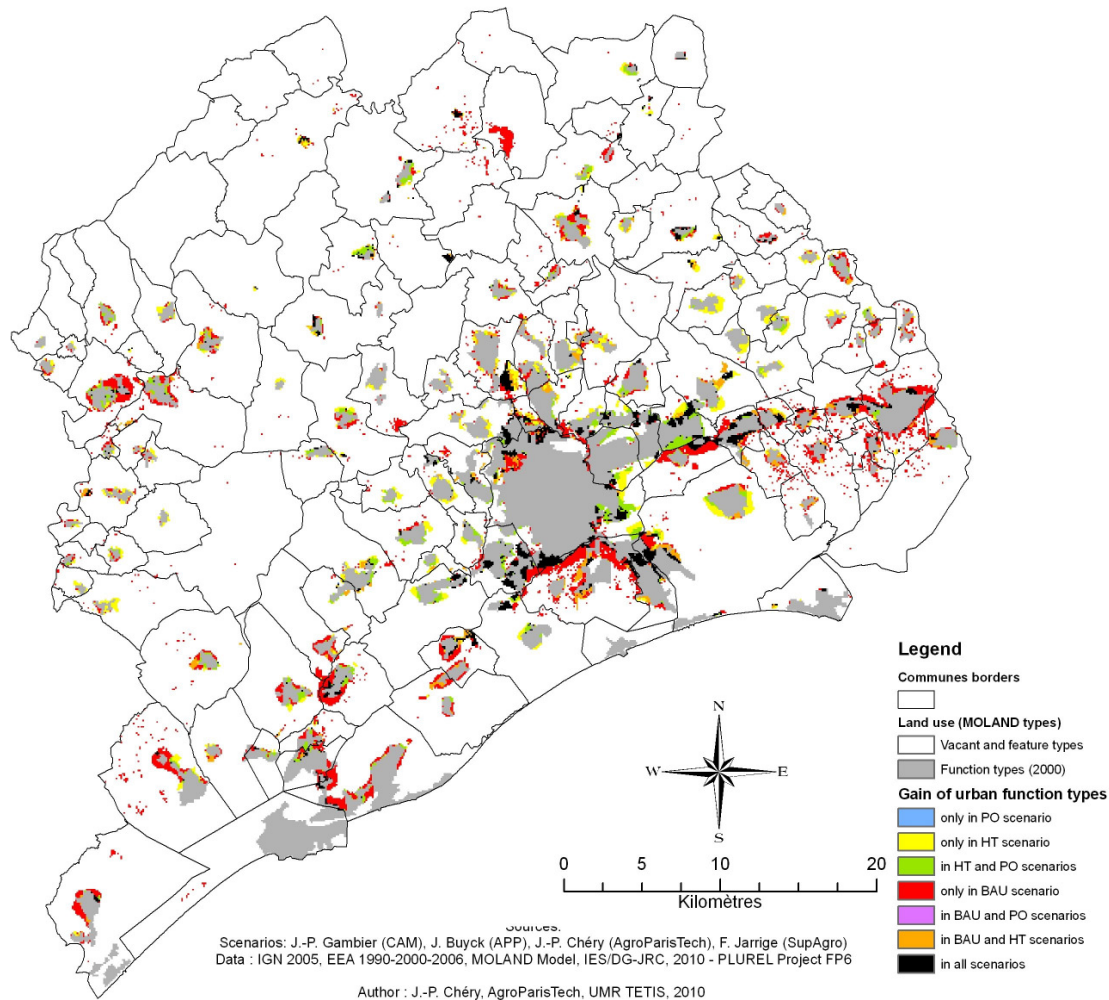 Legend
Communes borders
Land use (MOLAND types)
Vacant and feature types
Function types (2000)
Gain of urban function types
only in PO scenario
only in HT scenario
in HT and PO scenarios
only in BAU scenario
in BAU and PO scenarios
in BAU and HT scenarios
in all scenarios
N
W
E
S
0 5 10 20
Kilomètres
Sources:
Scenarios: J.-P. Gambier (CAM), J. Buyck (APP), J.-P. Chéry (AgroParisTech), F. Jarrige (SupAgro)
Data : IGN 2005, EEA 1990-2000-2006, MOLAND Model, IES/DG-JRC, 2010 - PLUREL Project FP6
Author : J.-P. Chéry, AgroParisTech, UMR TETIS, 2010